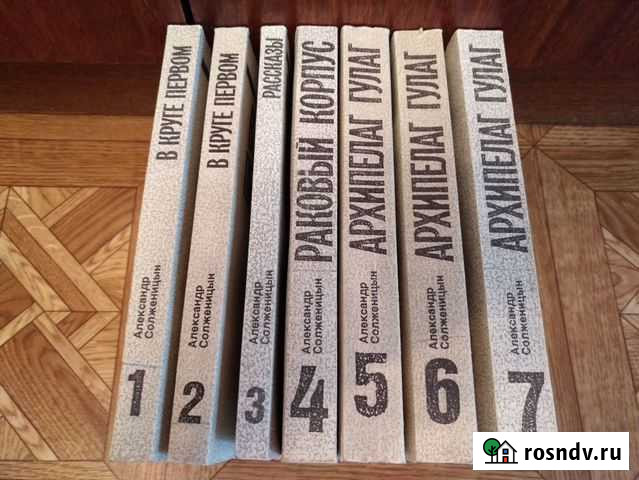 В КРУГЕ ПЕРВОМ
Александр
Солженицын
1
В КРУГЕ ПЕРВОМ
Александр
Солженицын
2
РАССКАЗЫ
Александр
Солженицын
3
РАКОВЫЙ КОРПУС
Александр
Солженицын
4
АРХИПЕЛАГ ГУЛАГ
Александр
Солженицын
5
АРХИПЕЛАГ ГУЛАГ
Александр
Солженицын
6
АРХИПЕЛАГ ГУЛАГ
Александр
Солженицын
7
rosndv.ru